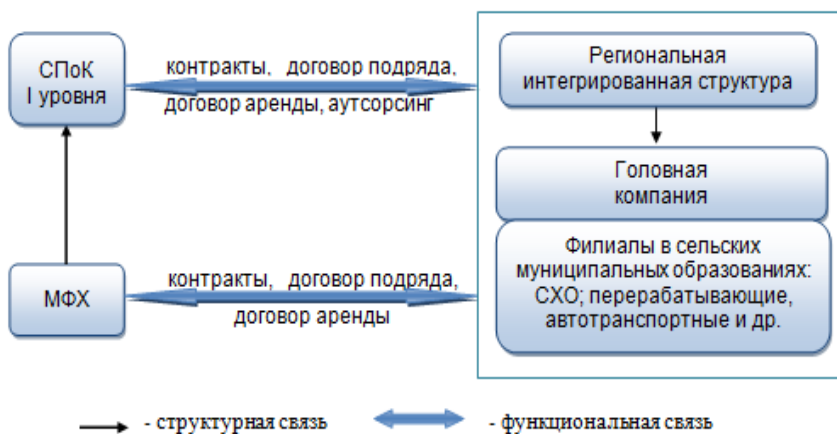 СПоК
I уровня
контракты, договор подряда,
договор аренды, аутсорсинг
Региональная
интегрированная структура
Головная
компания
Филиалы в сельских
муниципальных образованиях:
СХО; перерабатывающие,
автотранспортные и др.
МФХ
контракты, договор подряда,
договор аренды
- структурная связь
- функциональная связь